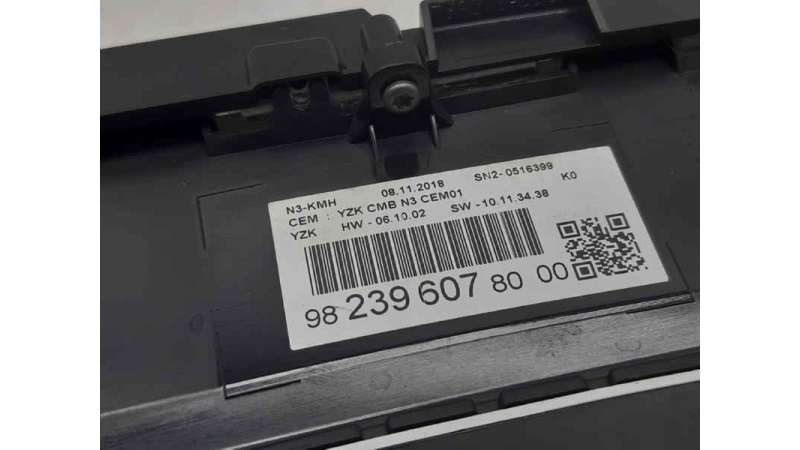 N3-KMH 08.11.2018 SN2-0516399
CEM : YZK CMB N3 CEM01 K0
YZK HW - 06.10.02 SW - 10.11.34.38
98 239 607 80 00